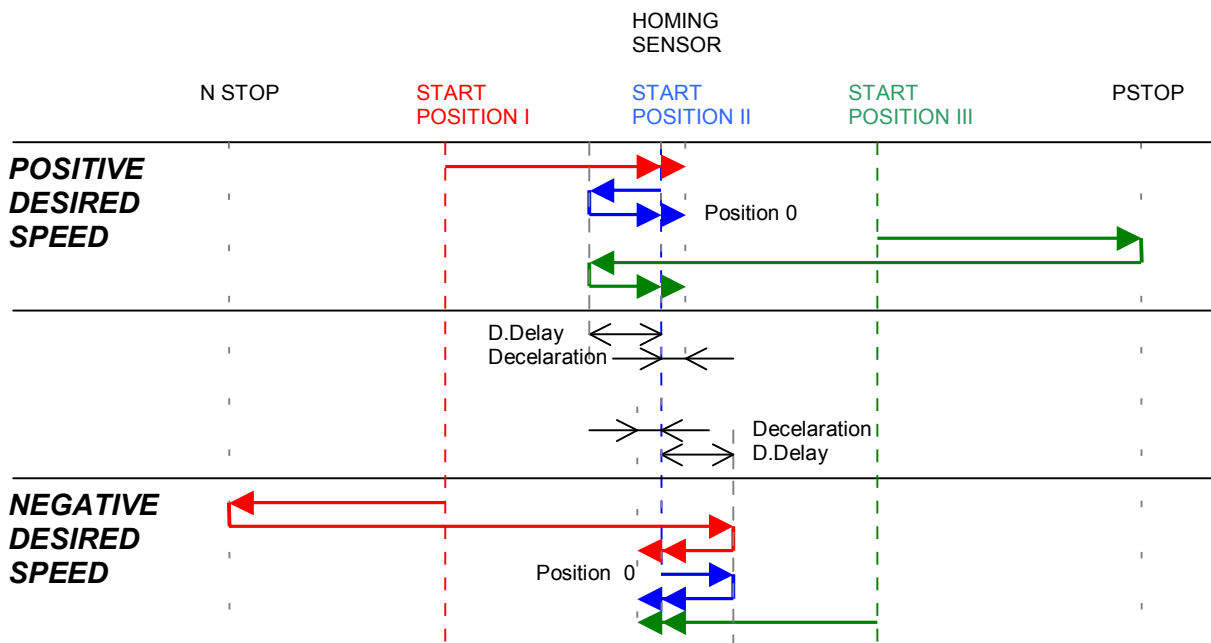 HOMING
SENSOR
N STOP
START
POSITION I
START
POSITION II
START
POSITION III
PSTOP
POSITIVE
DESIRED
SPEED
Position 0
D.Delay
Decelaration
Decelaration
D.Delay
NEGATIVE
DESIRED
SPEED
Position 0